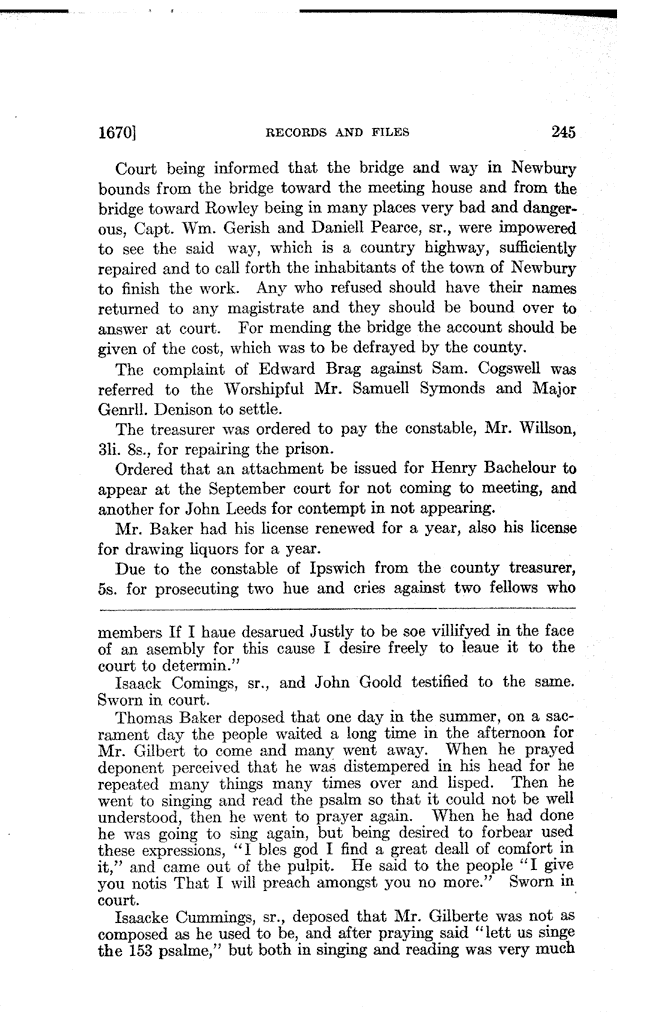 1670] RECORDS AND FILES 245
Court being informed that the bridge and way in Newbury
bounds from the bridge toward the meeting house and from the
bridge toward Rowley being in many places very bad and danger-
ous, Capt. Wm. Gerish and Daniell Pearce, sr., were impowered
to see the said way, which is a country highway, sufficiently
repaired and to call forth the inhabitants of the town of Newbury
to finish the work. Any who refused should have their names
returned to any magistrate and they should be bound over to
answer at court. For mending the bridge the account should be
given of the cost, which was to be defrayed by the county.
The complaint of Edward Brag against Sam. Cogswell was
referred to the Worshipful Mr. Samuell Symonds and Major
Genrll. Denison to settle.
The treasurer was ordered to pay the constable, Mr. Willson,
3li. 8s., for repairing the prison.
Ordered that an attachment be issued for Henry Bachelour to
appear at the September court for not coming to meeting, and
another for John Leeds for contempt in not appearing.
Mr. Baker had his license renewed for a year, also his license
for drawing liquors for a year.
Due to the constable of Ipswich from the county treasurer,
5s. for prosecuting two hue and cries against two fellows who
members If I haue desarued Justly to be soe villifyed in the face
of an asembly for this cause I desire freely to leaue it to the
court to determin."
Isaack Comings, sr., and John Goold testified to the same.
Sworn in court.
Thomas Baker deposed that one day in the summer, on a sac-
rament day the people waited a long time in the afternoon for
Mr. Gilbert to come and many went away. When he prayed
deponent perceived that he was distempered in his head for he
repeated many things many times over and lisped. Then he
went to singing and read the psalm so that it could not be well
understood, then he went to prayer again. When he had done
he was going to sing again, but being desired to forbear used
these expressions, "I bles god I find a great deall of comfort in
it," and came out of the pulpit. He said to the people "I give
you notis That I will preach amongst you no more." Sworn in
court.
Isaacke Cummings, sr., deposed that Mr. Gilberte was not as
composed as he used to be, and after praying said "lett us singe
the 153 psalme," but both in singing and reading was very much